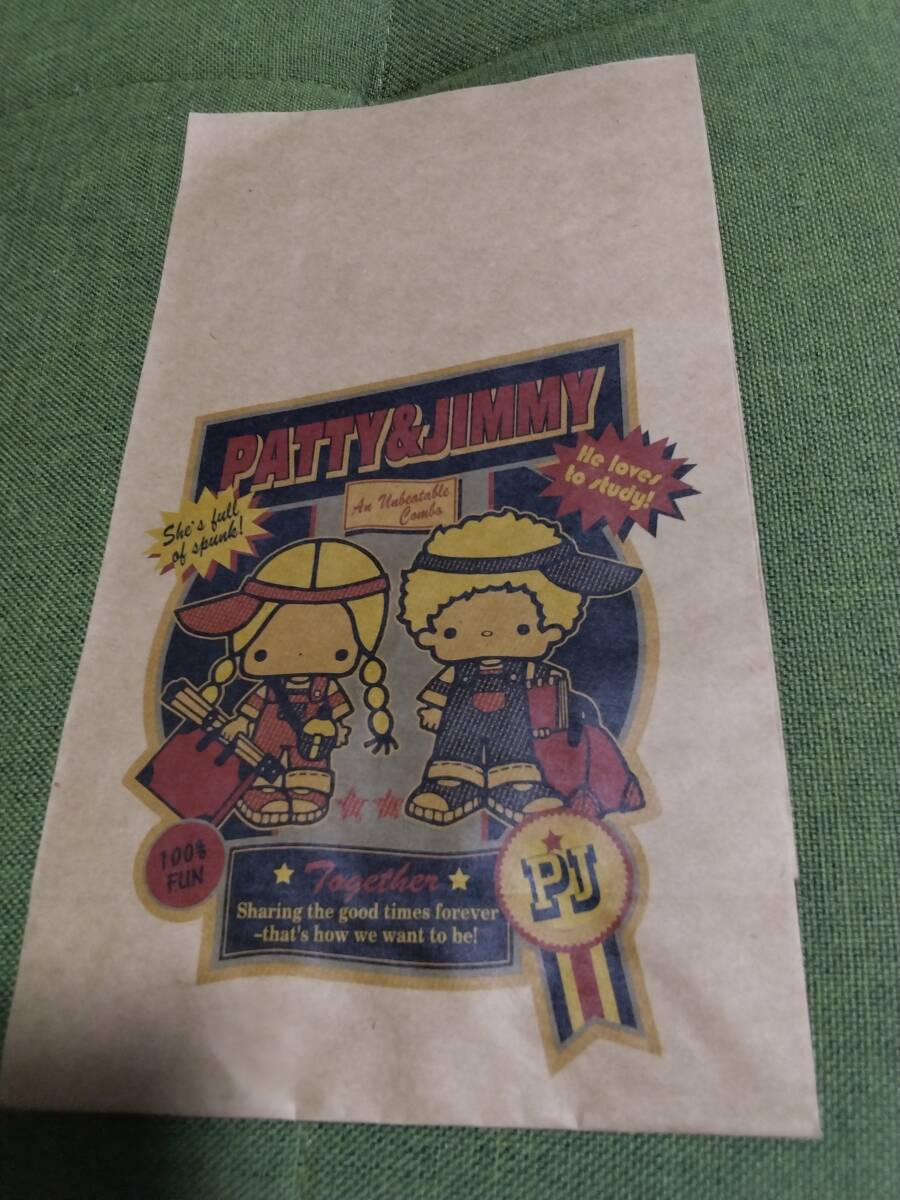 PATTY&JIMMY
An Unbeatable
Combo
He loves
to study!
She's full
of spunk!
100%
FUN
Together
Sharing the good times forever
-that's how we want to be!
PJ